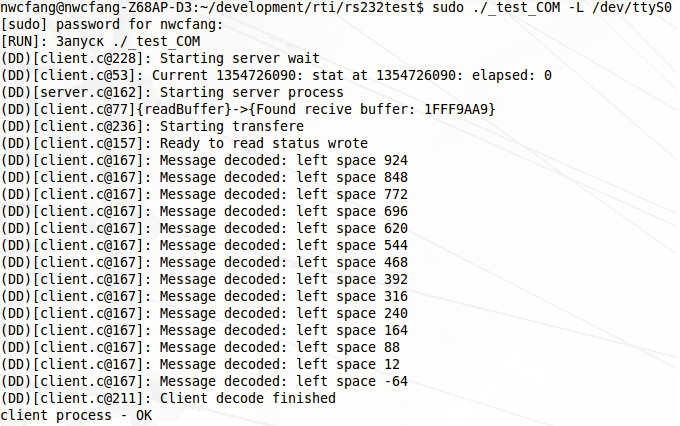 nwcfang@nwcfang-Z68AP-D3:~/development/rti/rs232test$ sudo ./_test_COM -L /dev/ttyS0
[sudo] password for nwcfang:
[RUN]: Запуск ./_test_COM
(DD)[client.c@228]: Starting server wait
(DD)[client.c@53]: Current 1354726090: stat at 1354726090: elapsed: 0
(DD)[server.c@162]: Starting server process
(DD)[client.c@77]{readBuffer}->{Found recive buffer: 1FFF9AA9}
(DD)[client.c@236]: Starting transfere
(DD)[client.c@157]: Ready to read status wrote
(DD)[client.c@167]: Message decoded: left space 924
(DD)[client.c@167]: Message decoded: left space 848
(DD)[client.c@167]: Message decoded: left space 772
(DD)[client.c@167]: Message decoded: left space 696
(DD)[client.c@167]: Message decoded: left space 620
(DD)[client.c@167]: Message decoded: left space 544
(DD)[client.c@167]: Message decoded: left space 468
(DD)[client.c@167]: Message decoded: left space 392
(DD)[client.c@167]: Message decoded: left space 316
(DD)[client.c@167]: Message decoded: left space 240
(DD)[client.c@167]: Message decoded: left space 164
(DD)[client.c@167]: Message decoded: left space 88
(DD)[client.c@167]: Message decoded: left space 12
(DD)[client.c@167]: Message decoded: left space -64
(DD)[client.c@211]: Client decode finished
client process - OK